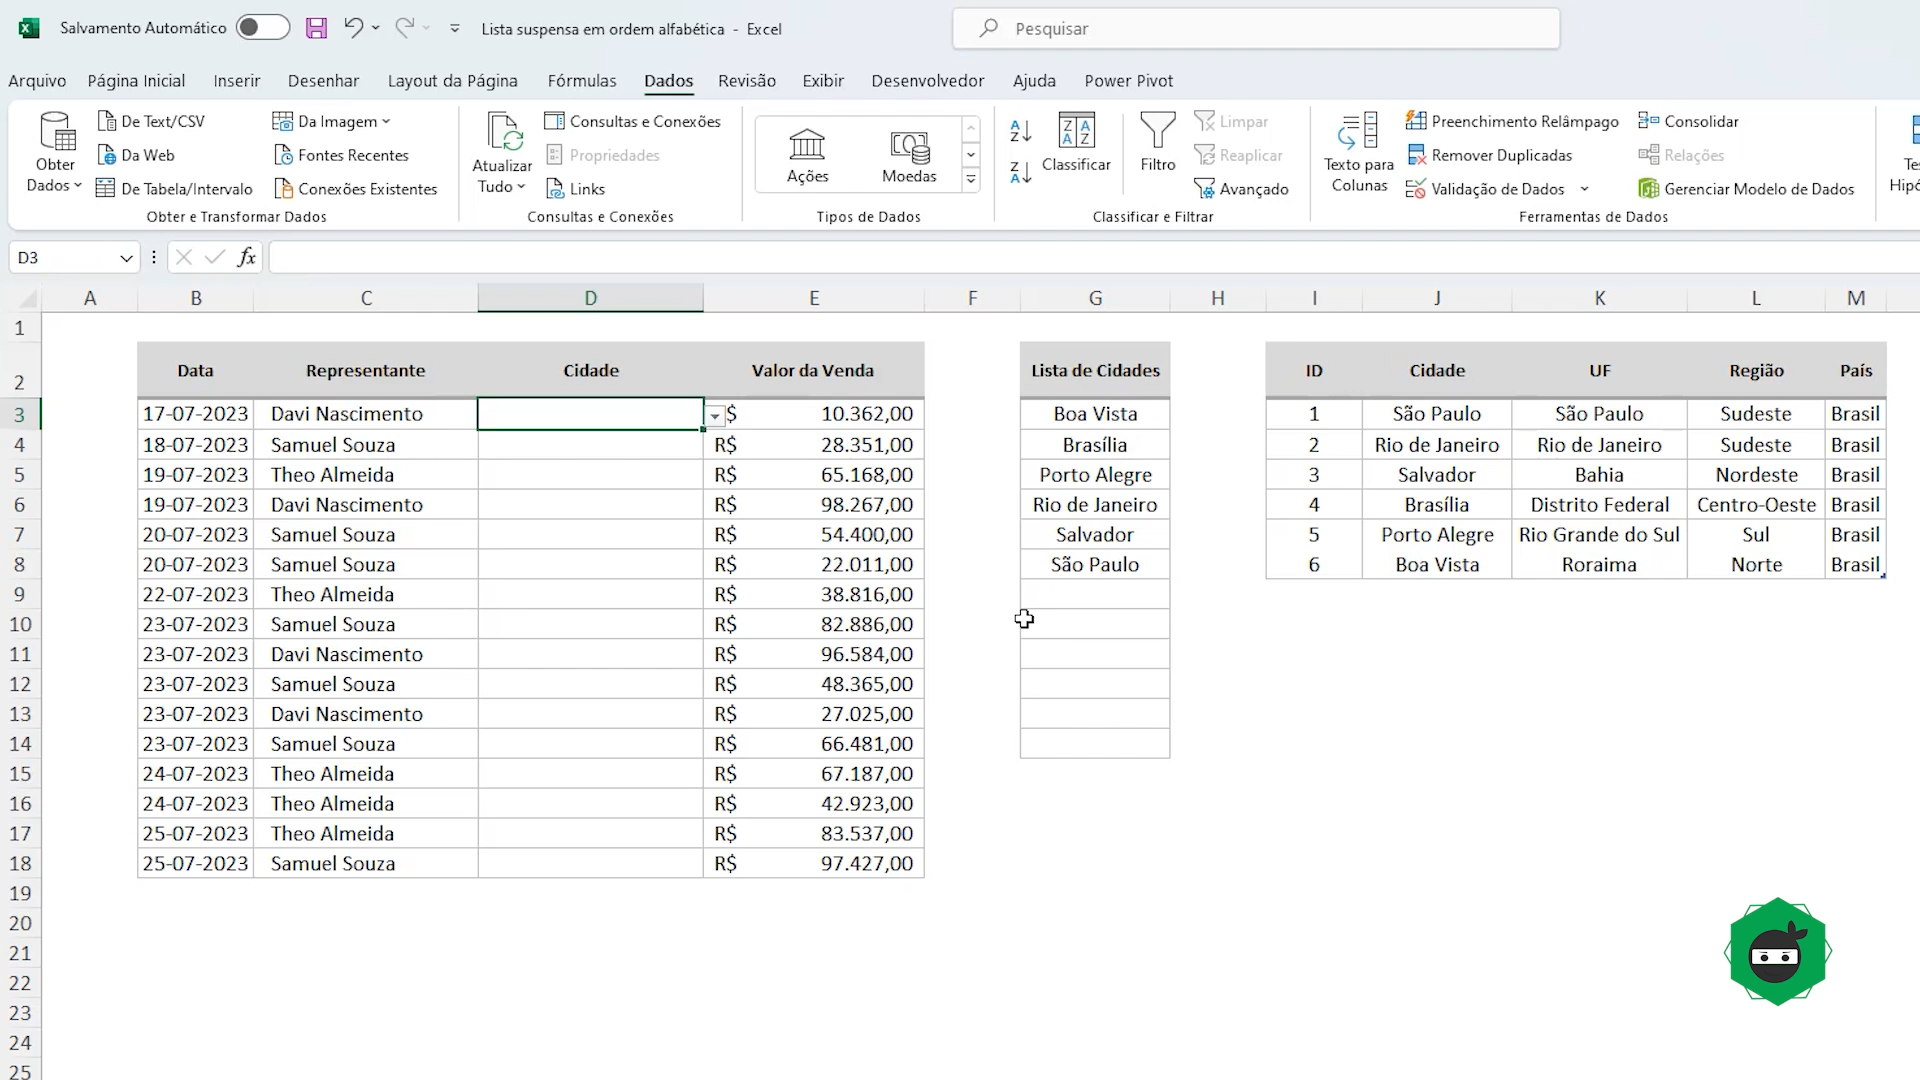 Salvamento Automático
Lista suspensa em ordem alfabética - Excel
Pesquisar
Arquivo Página Inicial Inserir Desenhar Layout da Página Fórmulas Dados Revisão Exibir Desenvolvedor Ajuda Power Pivot
Obter Dados
De Text/CSV
Da Web
De Tabela/Intervalo
Da Imagem
Fontes Recentes
Conexões Existentes
Obter e Transformar Dados
Atualizar Tudo
Consultas e Conexões
Propriedades
Links
Consultas e Conexões
Ações
Moedas
Tipos de Dados
Classificar
Filtro
Limpar
Reaplicar
Avançado
Classificar e Filtrar
Texto para Colunas
Preenchimento Relâmpago
Remover Duplicadas
Validação de Dados
Consolidar
Relações
Gerenciar Modelo de Dados
Ferramentas de Dados
D3
fx
A B C D E F G H I J K L M
1
2 Data Representante Cidade Valor da Venda Lista de Cidades ID Cidade UF Região País
3 17-07-2023 Davi Nascimento $ 10.362,00 Boa Vista 1 São Paulo São Paulo Sudeste Brasil
4 18-07-2023 Samuel Souza R$ 28.351,00 Brasília 2 Rio de Janeiro Rio de Janeiro Sudeste Brasil
5 19-07-2023 Theo Almeida R$ 65.168,00 Porto Alegre 3 Salvador Bahia Nordeste Brasil
6 19-07-2023 Davi Nascimento R$ 98.267,00 Rio de Janeiro 4 Brasília Distrito Federal Centro-Oeste Brasil
7 20-07-2023 Samuel Souza R$ 54.400,00 Salvador 5 Porto Alegre Rio Grande do Sul Sul Brasil
8 20-07-2023 Samuel Souza R$ 22.011,00 São Paulo 6 Boa Vista Roraima Norte Brasil
9 22-07-2023 Theo Almeida R$ 38.816,00
10 23-07-2023 Samuel Souza R$ 82.886,00
11 23-07-2023 Davi Nascimento R$ 96.584,00
12 23-07-2023 Samuel Souza R$ 48.365,00
13 23-07-2023 Davi Nascimento R$ 27.025,00
14 23-07-2023 Samuel Souza R$ 66.481,00
15 24-07-2023 Theo Almeida R$ 67.187,00
16 24-07-2023 Theo Almeida R$ 42.923,00
17 25-07-2023 Theo Almeida R$ 83.537,00
18 25-07-2023 Samuel Souza R$ 97.427,00
19
20
21
22
23
24
25